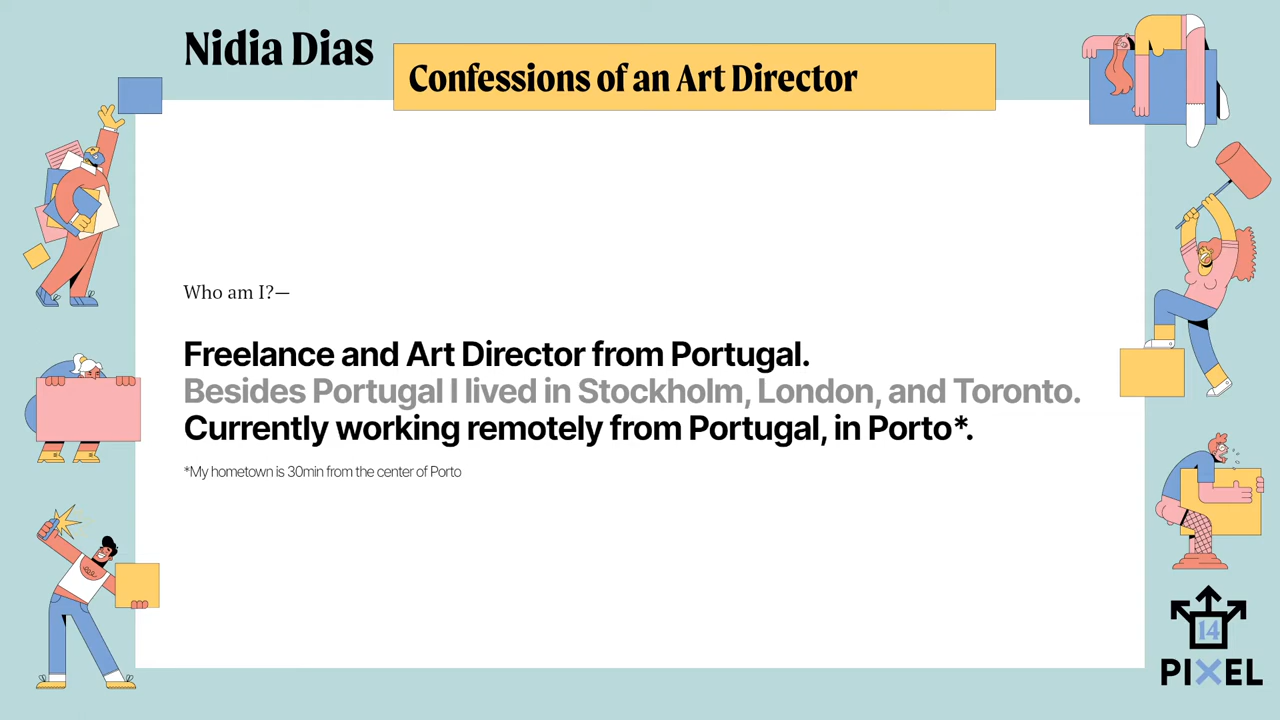 Nidia Dias
Confessions of an Art Director
Who am I?—
Freelance and Art Director from Portugal.
Besides Portugal I lived in Stockholm, London, and Toronto.
Currently working remotely from Portugal, in Porto*.
*My hometown is 30min from the center of Porto
14
PIXEL